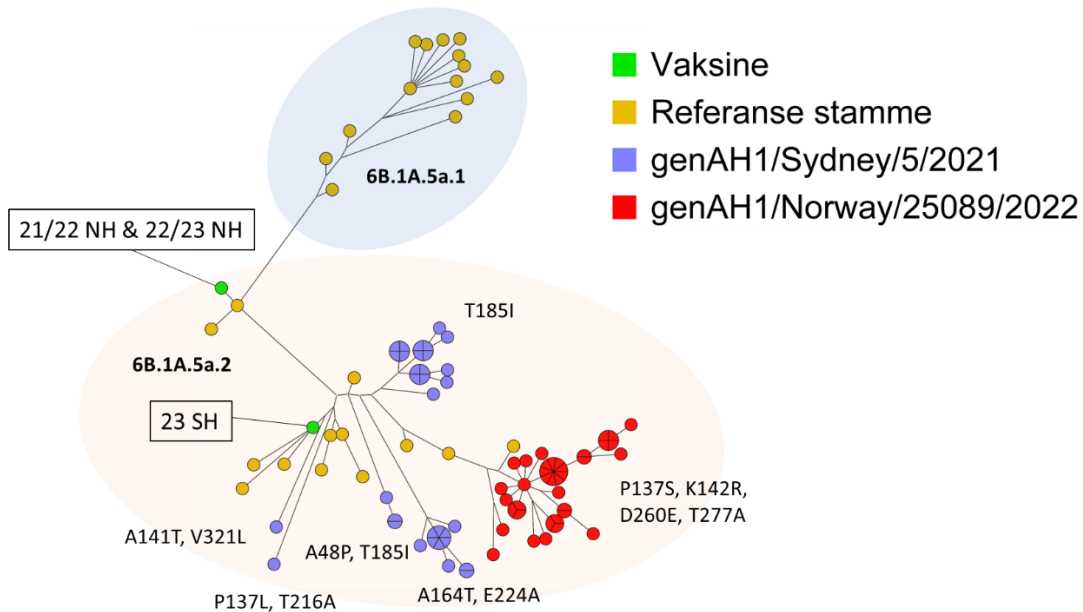 Vaksine
Referanse stamme
genAH1/Sydney/5/2021
genAH1/Norway/25089/2022
6B.1A.5a.1
21/22 NH & 22/23 NH
T185I
6B.1A.5a.2
23 SH
P137S, K142R,
D260E, T277A
A141T, V321L
A48P, T185I
P137L, T216A
A164T, E224A